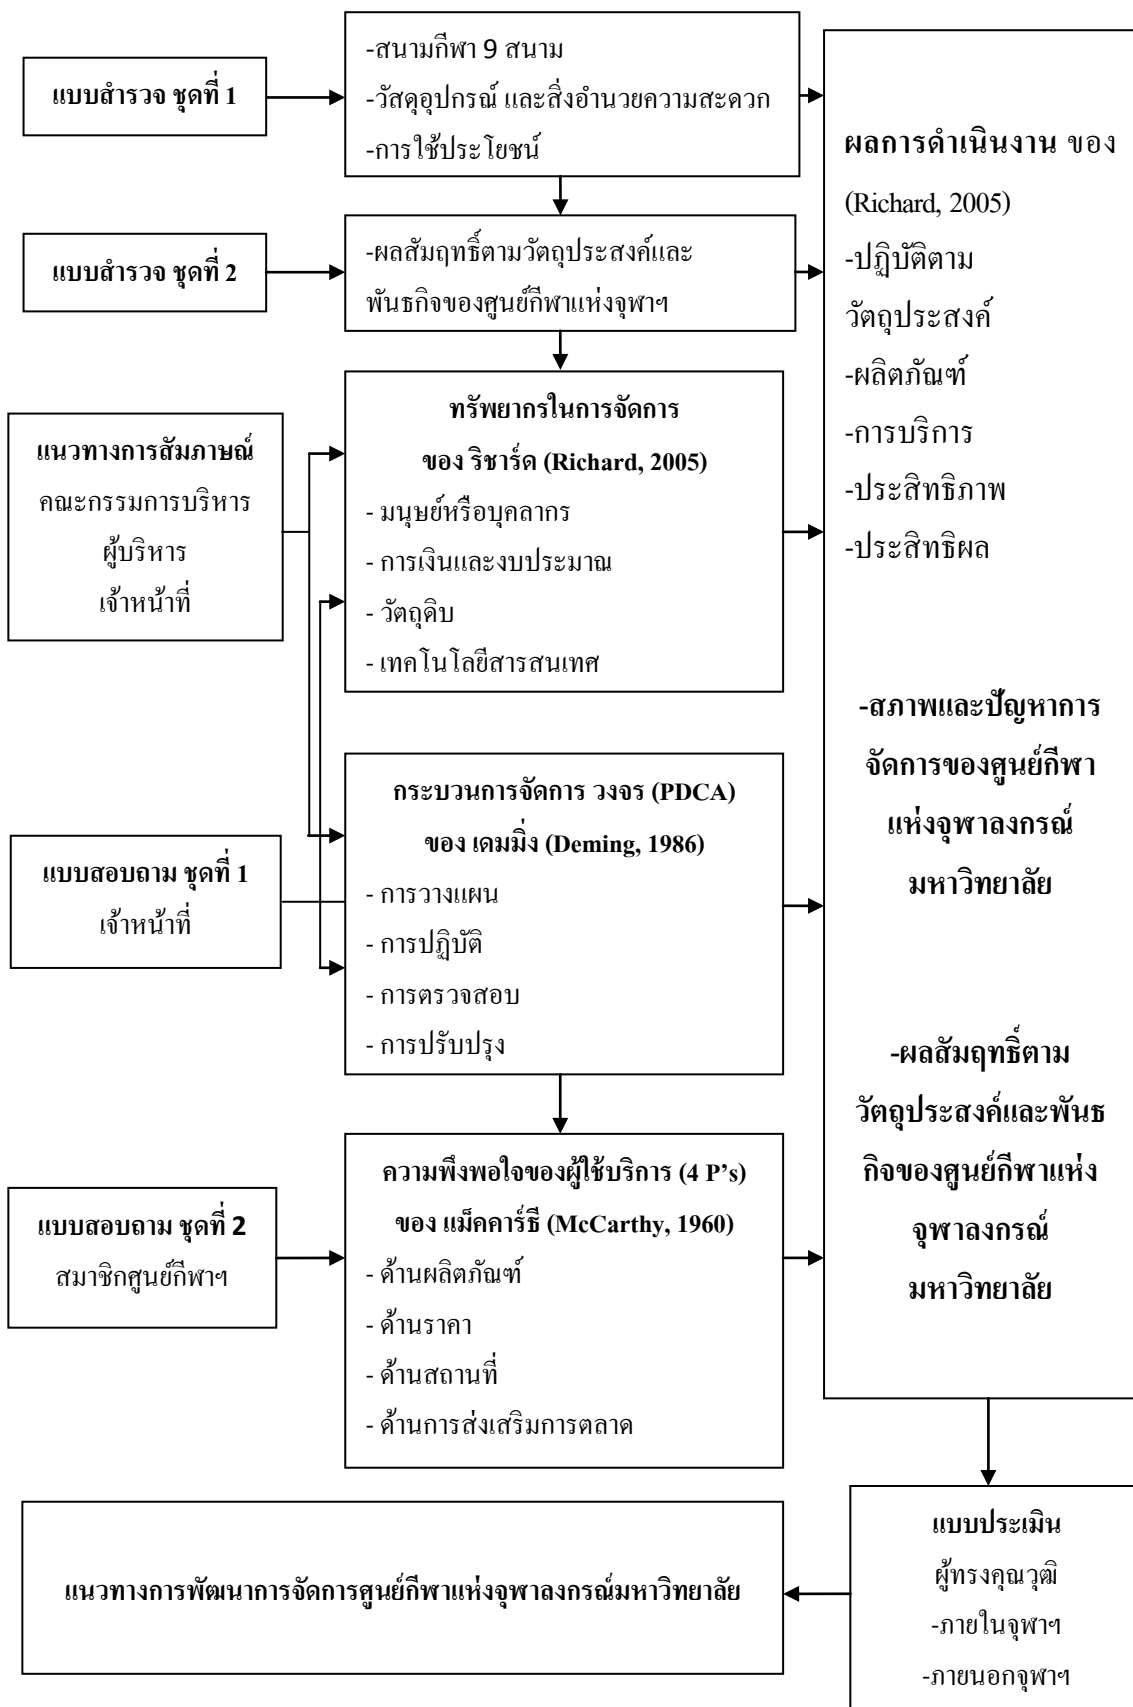 แบบสำรวจ ชุดที่ 1
-สนามกีฬา 9 สนาม
-วัสดุอุปกรณ์ และสิ่งอำนวยความสะดวก
-การใช้ประโยชน์
แบบสำรวจ ชุดที่ 2
-ผลสัมฤทธิ์ตามวัตถุประสงค์และ
พันธกิจของศูนย์กีฬาแห่งจุฬาฯ
แนวทางการสัมภาษณ์
คณะกรรมการบริหาร
ผู้บริหาร
เจ้าหน้าที่
ทรัพยากรในการจัดการ
ของ ริชาร์ด (Richard, 2005)
- มนุษย์หรือบุคลากร
- การเงินและงบประมาณ
- วัตถุดิบ
- เทคโนโลยีสารสนเทศ
แบบสอบถาม ชุดที่ 1
เจ้าหน้าที่
กระบวนการจัดการ วงจร (PDCA)
ของ เดมมิ่ง (Deming, 1986)
- การวางแผน
- การปฏิบัติ
- การตรวจสอบ
- การปรับปรุง
แบบสอบถาม ชุดที่ 2
สมาชิกศูนย์กีฬาฯ
ความพึงพอใจของผู้ใช้บริการ (4 P’s)
ของ แม็คคาร์ธี (McCarthy, 1960)
- ด้านผลิตภัณฑ์
- ด้านราคา
- ด้านสถานที่
- ด้านการส่งเสริมการตลาด
ผลการดำเนินงาน ของ
(Richard, 2005)
-ปฏิบัติตาม
วัตถุประสงค์
-ผลิตภัณฑ์
-การบริการ
-ประสิทธิภาพ
-ประสิทธิผล
-สภาพและปัญหาการ
จัดการของศูนย์กีฬา
แห่งจุฬาลงกรณ์
มหาวิทยาลัย
-ผลสัมฤทธิ์ตาม
วัตถุประสงค์และพันธ
กิจของศูนย์กีฬาแห่ง
จุฬาลงกรณ์
มหาวิทยาลัย
แบบประเมิน
ผู้ทรงคุณวุฒิ
-ภายในจุฬาฯ
-ภายนอกจุฬาฯ
แนวทางการพัฒนาการจัดการศูนย์กีฬาแห่งจุฬาลงกรณ์มหาวิทยาลัย